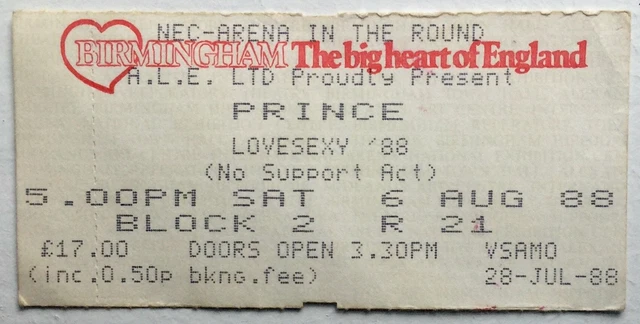 NEC-ARENA IN THE ROUND
BIRMINGHAM The big heart of England
A.L.E. LTD Proudly Present
PRINCE
LOVESEXY '88
(No Support Act)
5.00PM SAT 6 AUG 88
BLOCK 2 R 21
£17.00 DOORS OPEN 3.30PM VSAMO
(inc.0.50p bkng.fee) 28-JUL-88